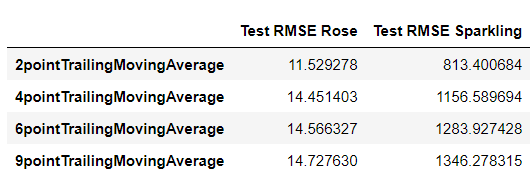 Test RMSE Rose Test RMSE Sparkling
2pointTrailingMovingAverage 11.529278 813.400684
4pointTrailingMovingAverage 14.451403 1156.589694
6pointTrailingMovingAverage 14.566327 1283.927428
9pointTrailingMovingAverage 14.727630 1346.278315